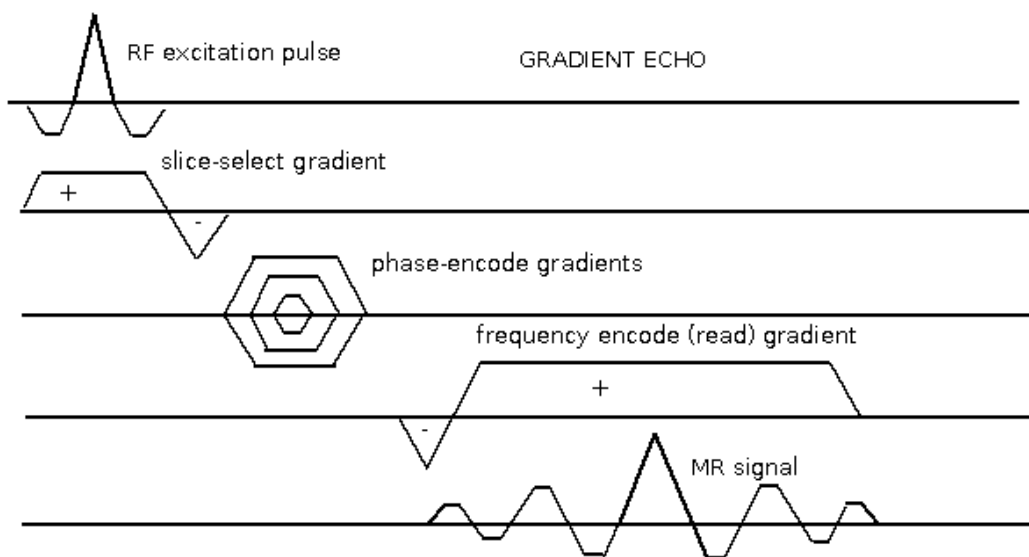 RF excitation pulse
GRADIENT ECHO
slice-select gradient
+
-
phase-encode gradients
frequency encode (read) gradient
+
-
MR signal